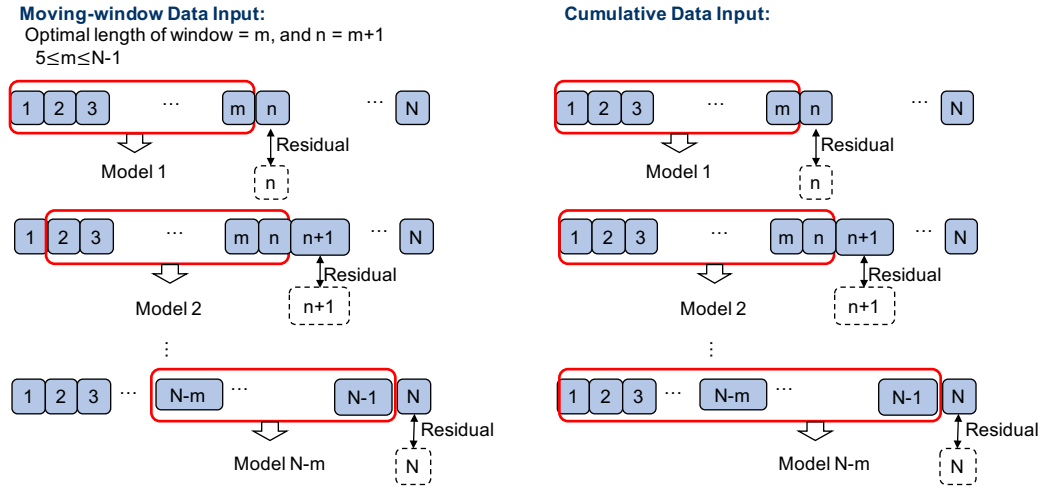 Moving-window Data Input:
Optimal length of window = m, and n = m+1
5≤m≤N-1
1 2 3 ... m n ... N
Residual
Model 1
n
1 2 3 ... m n n+1 ... N
Residual
Model 2
n+1
...
1 2 3 ... N-m ... N-1 N
Residual
Model N-m
N
Cumulative Data Input:
1 2 3 ... m n ... N
Residual
Model 1
n
1 2 3 ... m n n+1 ... N
Residual
Model 2
n+1
...
1 2 3 ... N-m ... N-1 N
Residual
Model N-m
N